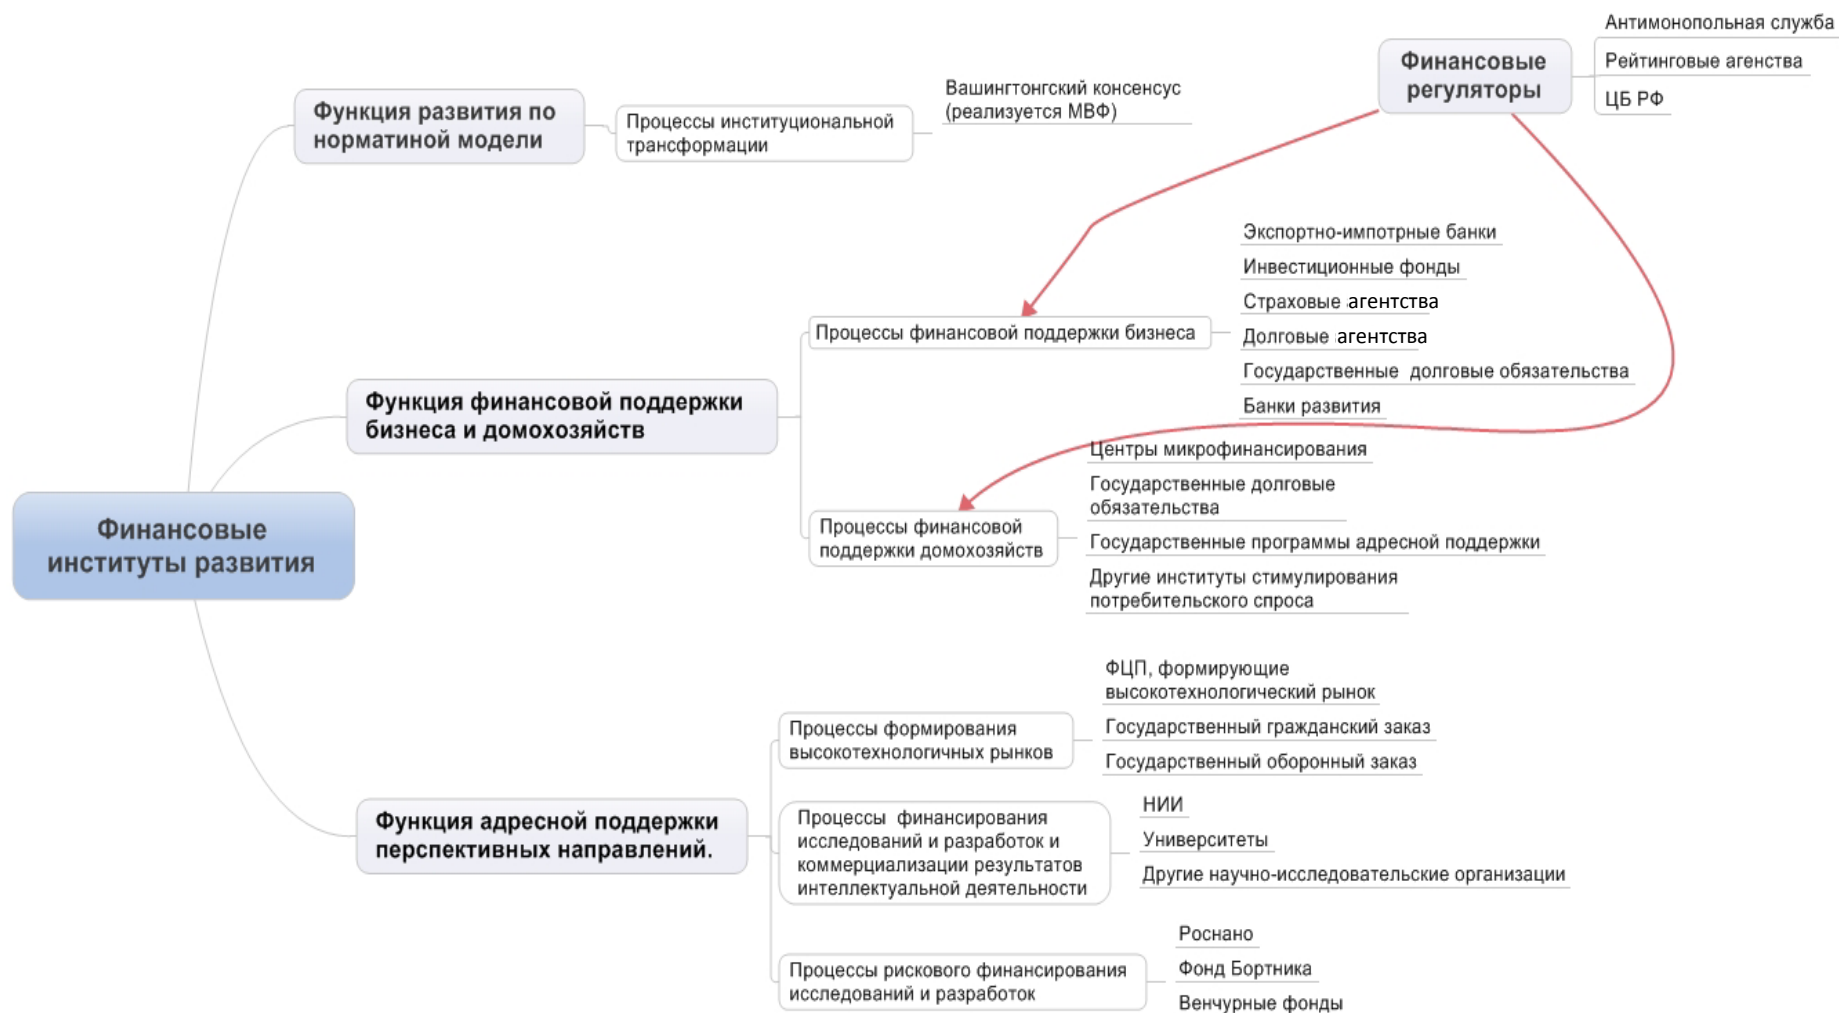 Антимонопольная служба
Финансовые
регуляторы
Рейтинговые агенства
ЦБ РФ
Функция развития по
норматиной модели
Процессы институциональной
трансформации
Вашингтонгский консенсус
(реализуется МВФ)
Экспортно-импотрные банки
Инвестиционные фонды
Страховые агентства
Процессы финансовой поддержки бизнеса
Долговые агентства
Государственные долговые обязательства
Банки развития
Функция финансовой поддержки
бизнеса и домохозяйств
Центры микрофинансирования
Государственные долговые
обязательства
Процессы финансовой
поддержки домохозяйств
Государственные программы адресной поддержки
Другие институты стимулирования
потребительского спроса
Финансовые
институты развития
ФЦП, формирующие
высокотехнологический рынок
Процессы формирования
высокотехнологичных рынков
Государственный гражданский заказ
Государственный оборонный заказ
Функция адресной поддержки
перспективных направлений.
Процессы финансирования
исследований и разработок и
коммерциализации результатов
интеллектуальной деятельности
НИИ
Университеты
Другие научно-исследовательские организации
Процессы рискового финансирования
исследований и разработок
Роснано
Фонд Бортника
Венчурные фонды